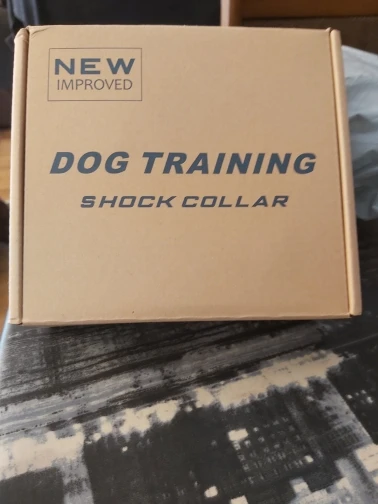 NEW
IMPROVED
DOG TRAINING
SHOCK COLLAR